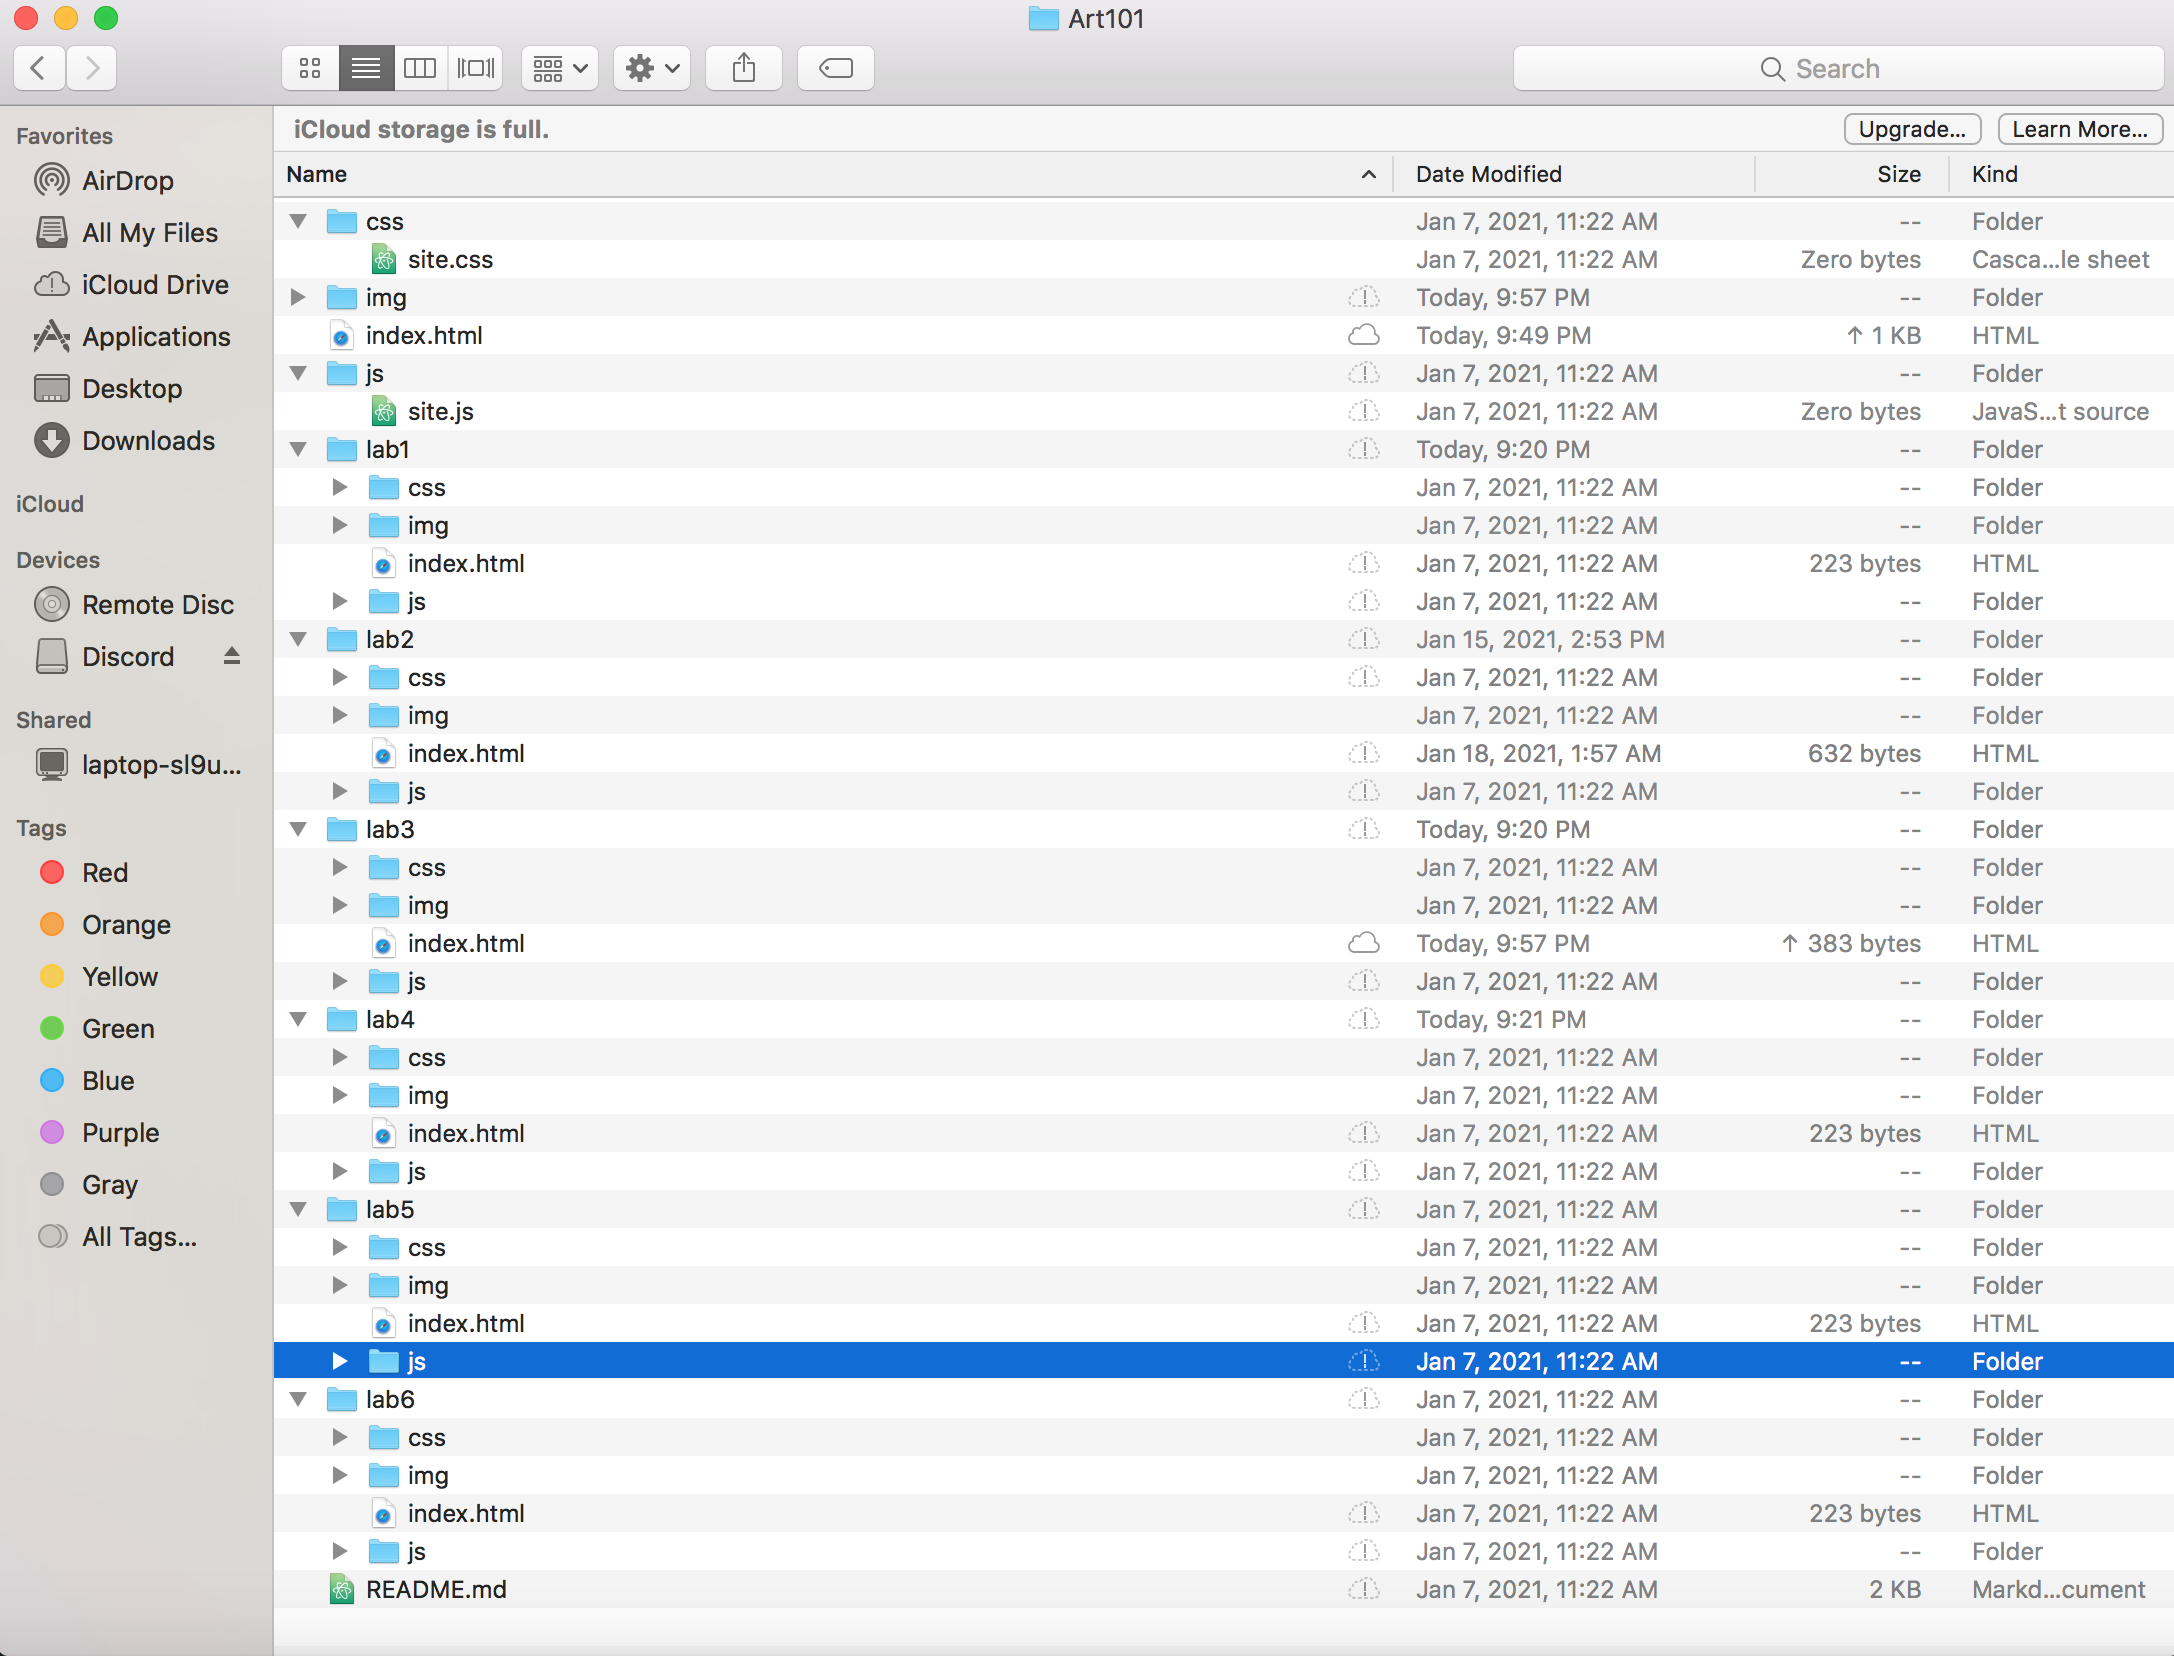 Art101
Search
Favorites
AirDrop
All My Files
iCloud Drive
Applications
Desktop
Downloads
iCloud
Devices
Remote Disc
Discord
Shared
laptop-sl9u...
Tags
Red
Orange
Yellow
Green
Blue
Purple
Gray
All Tags...
iCloud storage is full. Upgrade... Learn More...
Name Date Modified Size Kind
css Jan 7, 2021, 11:22 AM -- Folder
site.css Jan 7, 2021, 11:22 AM Zero bytes Casca...le sheet
img Today, 9:57 PM -- Folder
index.html Today, 9:49 PM ↑ 1 KB HTML
js Jan 7, 2021, 11:22 AM -- Folder
site.js Jan 7, 2021, 11:22 AM Zero bytes JavaS...t source
lab1 Today, 9:20 PM -- Folder
css Jan 7, 2021, 11:22 AM -- Folder
img Jan 7, 2021, 11:22 AM -- Folder
index.html Jan 7, 2021, 11:22 AM 223 bytes HTML
js Jan 7, 2021, 11:22 AM -- Folder
lab2 Jan 15, 2021, 2:53 PM -- Folder
css Jan 7, 2021, 11:22 AM -- Folder
img Jan 7, 2021, 11:22 AM -- Folder
index.html Jan 18, 2021, 1:57 AM 632 bytes HTML
js Jan 7, 2021, 11:22 AM -- Folder
lab3 Today, 9:20 PM -- Folder
css Jan 7, 2021, 11:22 AM -- Folder
img Jan 7, 2021, 11:22 AM -- Folder
index.html Today, 9:57 PM ↑ 383 bytes HTML
js Jan 7, 2021, 11:22 AM -- Folder
lab4 Today, 9:21 PM -- Folder
css Jan 7, 2021, 11:22 AM -- Folder
img Jan 7, 2021, 11:22 AM -- Folder
index.html Jan 7, 2021, 11:22 AM 223 bytes HTML
js Jan 7, 2021, 11:22 AM -- Folder
lab5 Jan 7, 2021, 11:22 AM -- Folder
css Jan 7, 2021, 11:22 AM -- Folder
img Jan 7, 2021, 11:22 AM -- Folder
index.html Jan 7, 2021, 11:22 AM 223 bytes HTML
js Jan 7, 2021, 11:22 AM -- Folder
lab6 Jan 7, 2021, 11:22 AM -- Folder
css Jan 7, 2021, 11:22 AM -- Folder
img Jan 7, 2021, 11:22 AM -- Folder
index.html Jan 7, 2021, 11:22 AM 223 bytes HTML
js Jan 7, 2021, 11:22 AM -- Folder
README.md Jan 7, 2021, 11:22 AM 2 KB Markd...cument